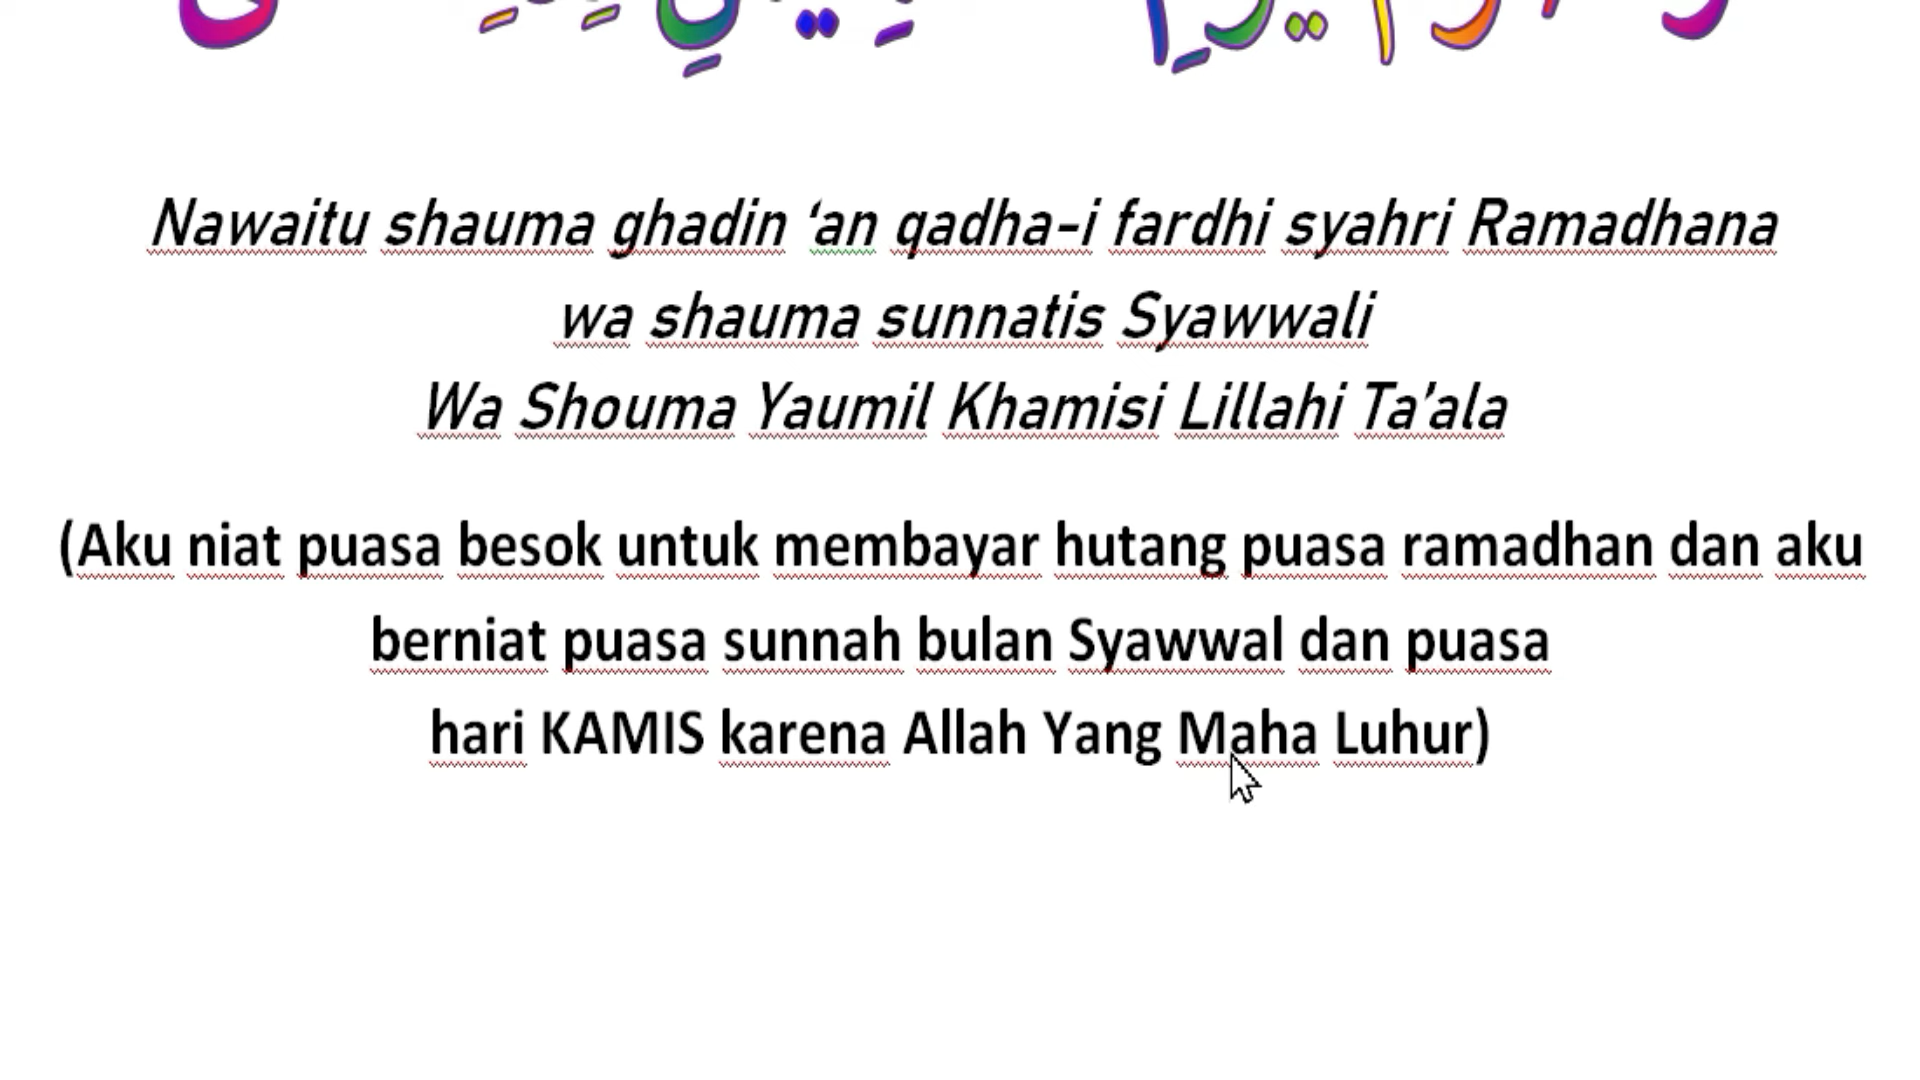 Nawaitu shauma ghadin ‘an qadha-i fardhi syahri Ramadhana
wa shauma sunnatis Syawwali
Wa Shouma Yaumil Khamisi Lillahi Ta’ala
(Aku niat puasa besok untuk membayar hutang puasa ramadhan dan aku
berniat puasa sunnah bulan Syawwal dan puasa
hari KAMIS karena Allah Yang Maha Luhur)